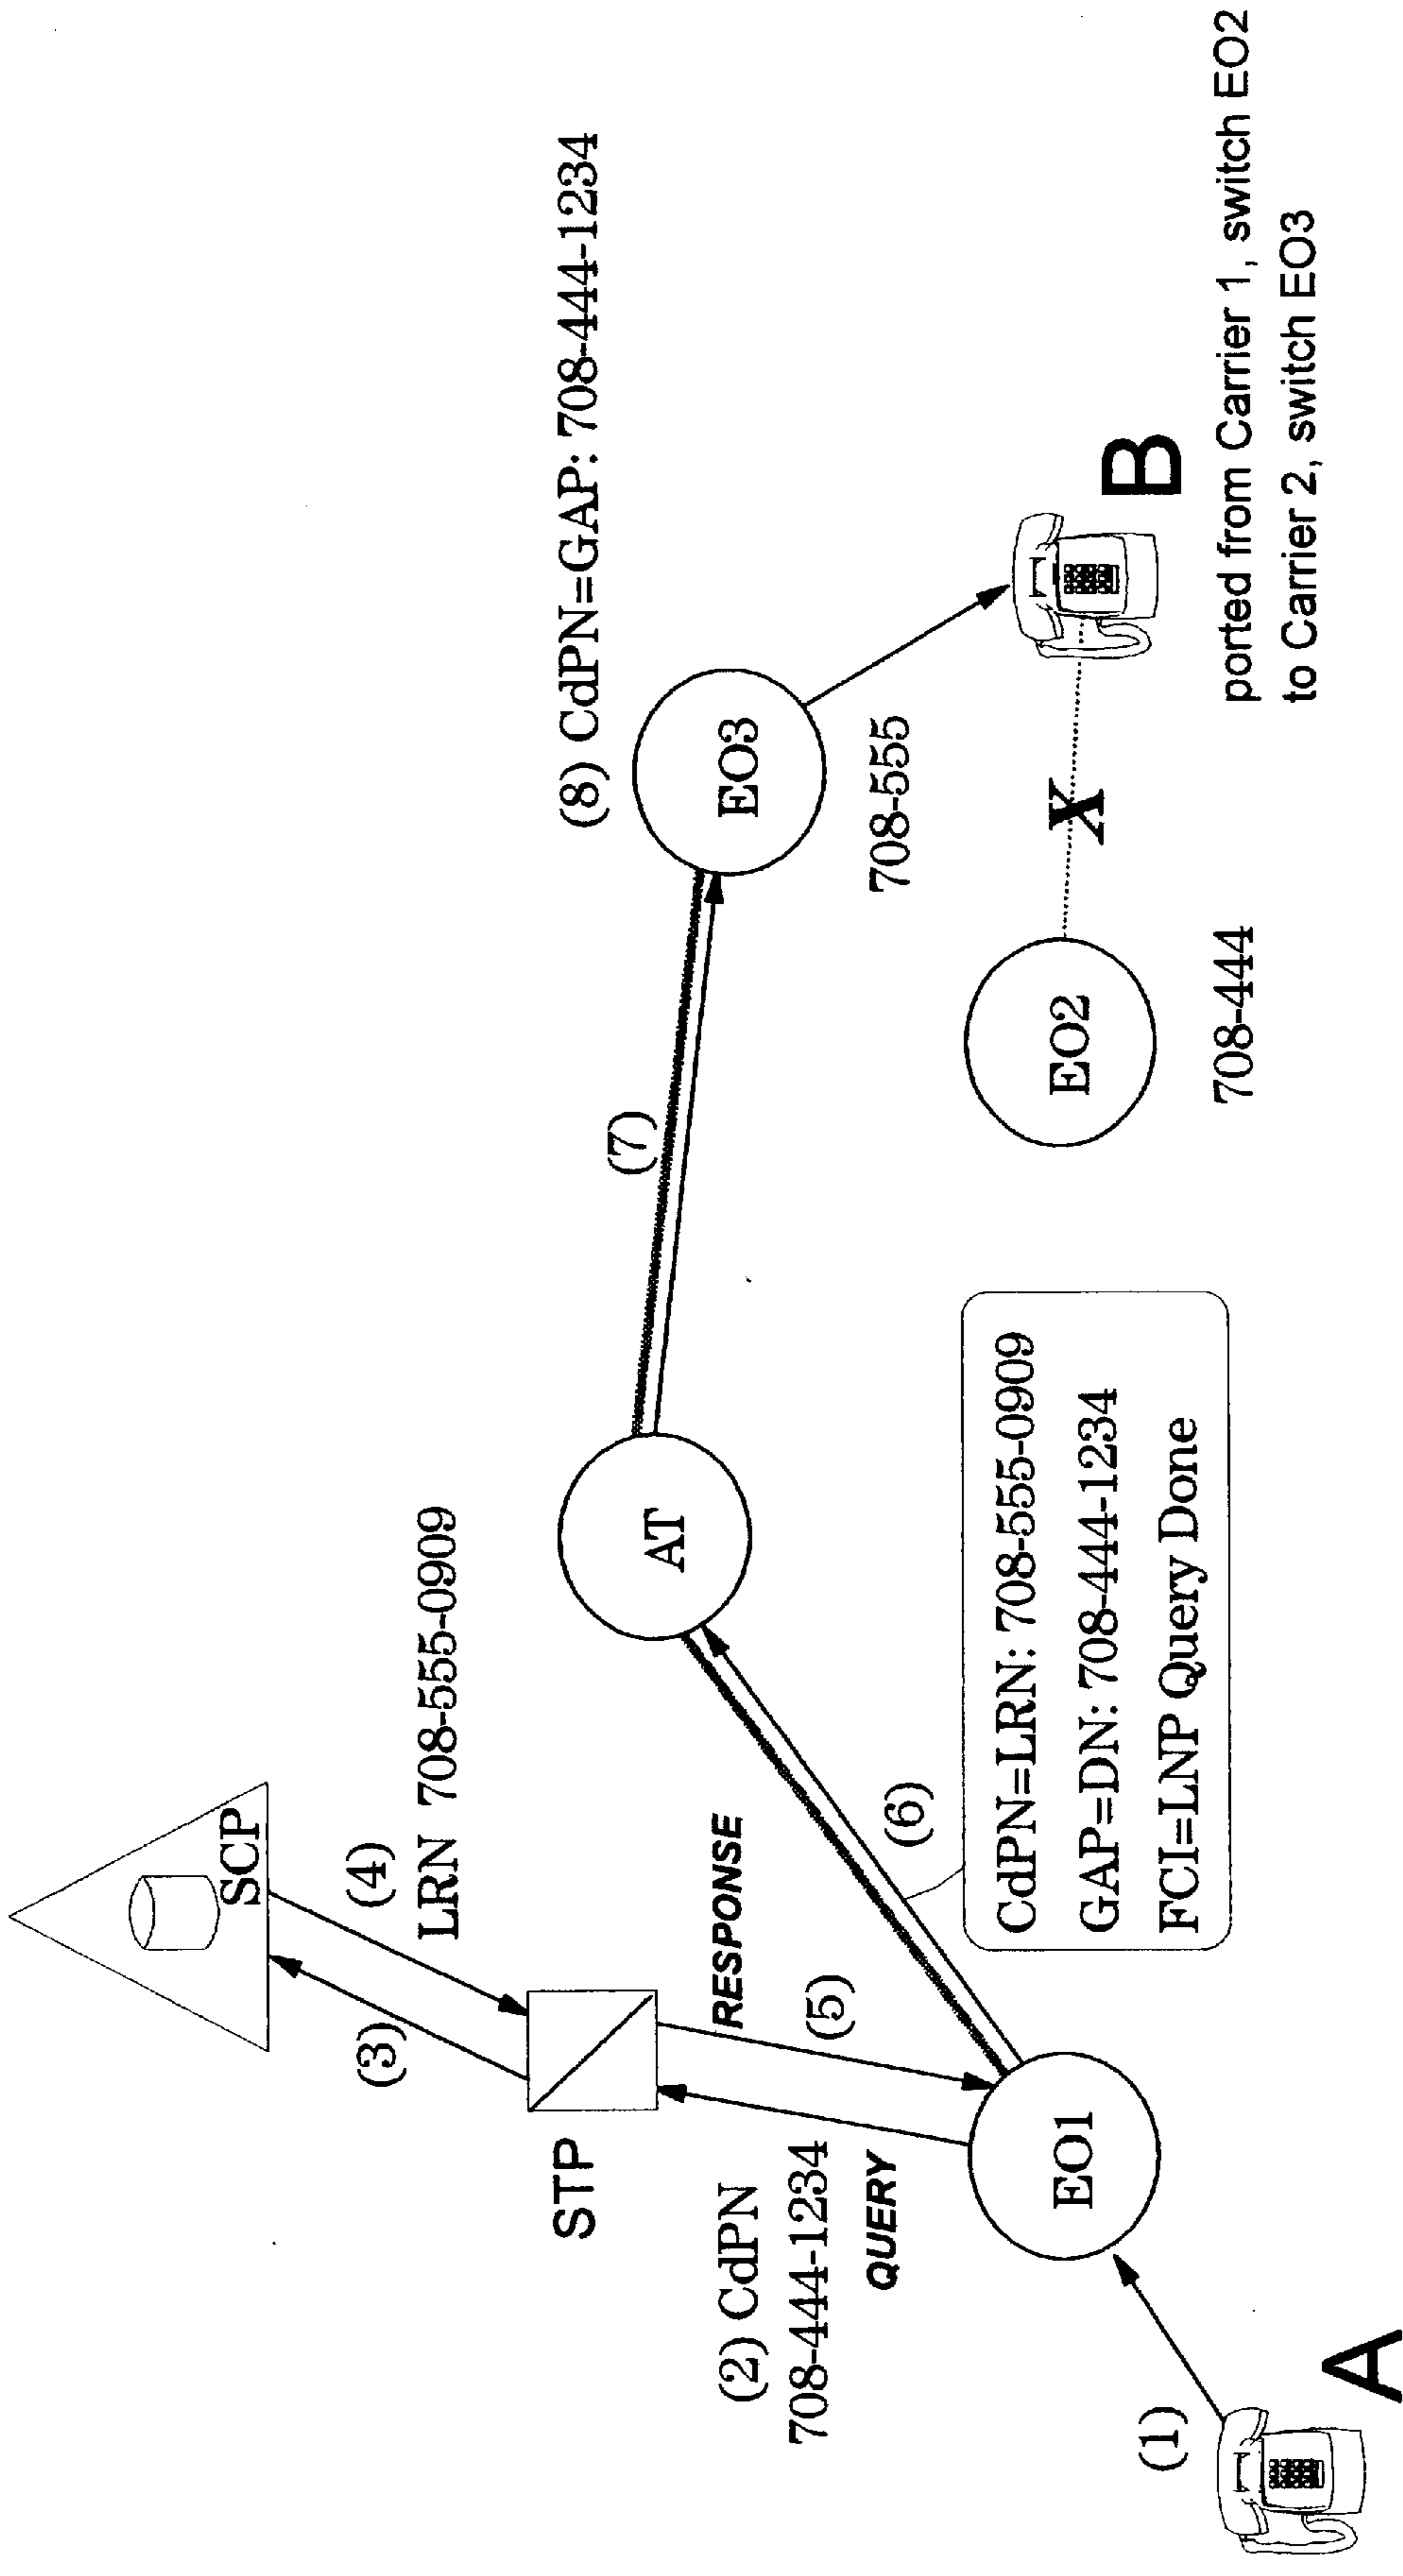 SCP
(3)
(4)
LRN 708-555-0909
STP
RESPONSE
(5)
(2) CdPN
708-444-1234
QUERY
(8) CdPN=GAP: 708-444-1234
(7)
AT
EO3
(6)
708-555
EO1
CdPN=LRN: 708-555-0909
GAP=DN: 708-444-1234
FCI=LNP Query Done
EO2
X
B
708-444
ported from Carrier 1, switch EO2
to Carrier 2, switch EO3
(1)
A